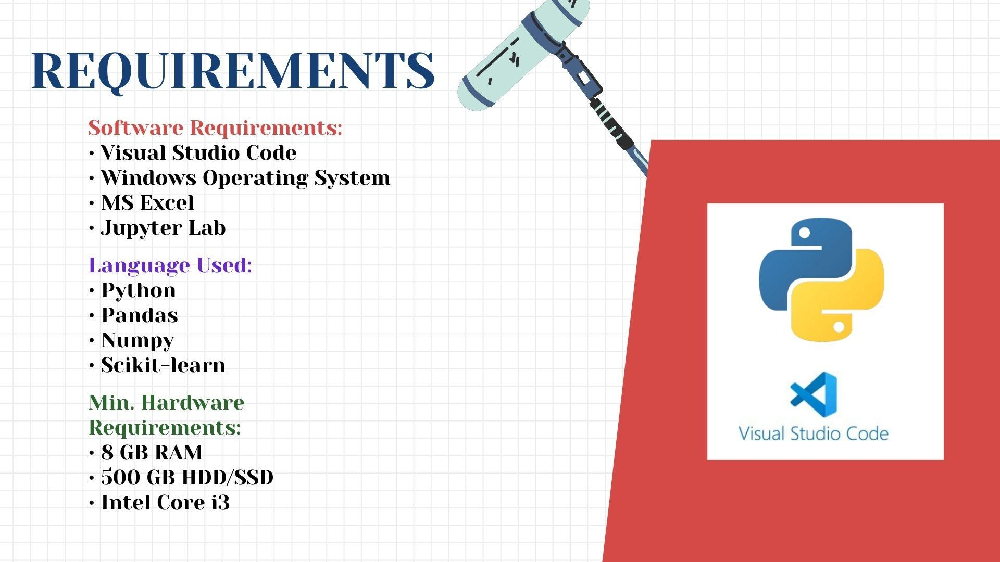 REQUIREMENTS
Software Requirements:
• Visual Studio Code
• Windows Operating System
• MS Excel
• Jupyter Lab
Language Used:
• Python
• Pandas
• Numpy
• Scikit-learn
Min. Hardware
Requirements:
• 8 GB RAM
• 500 GB HDD/SSD
• Intel Core i3
Visual Studio Code